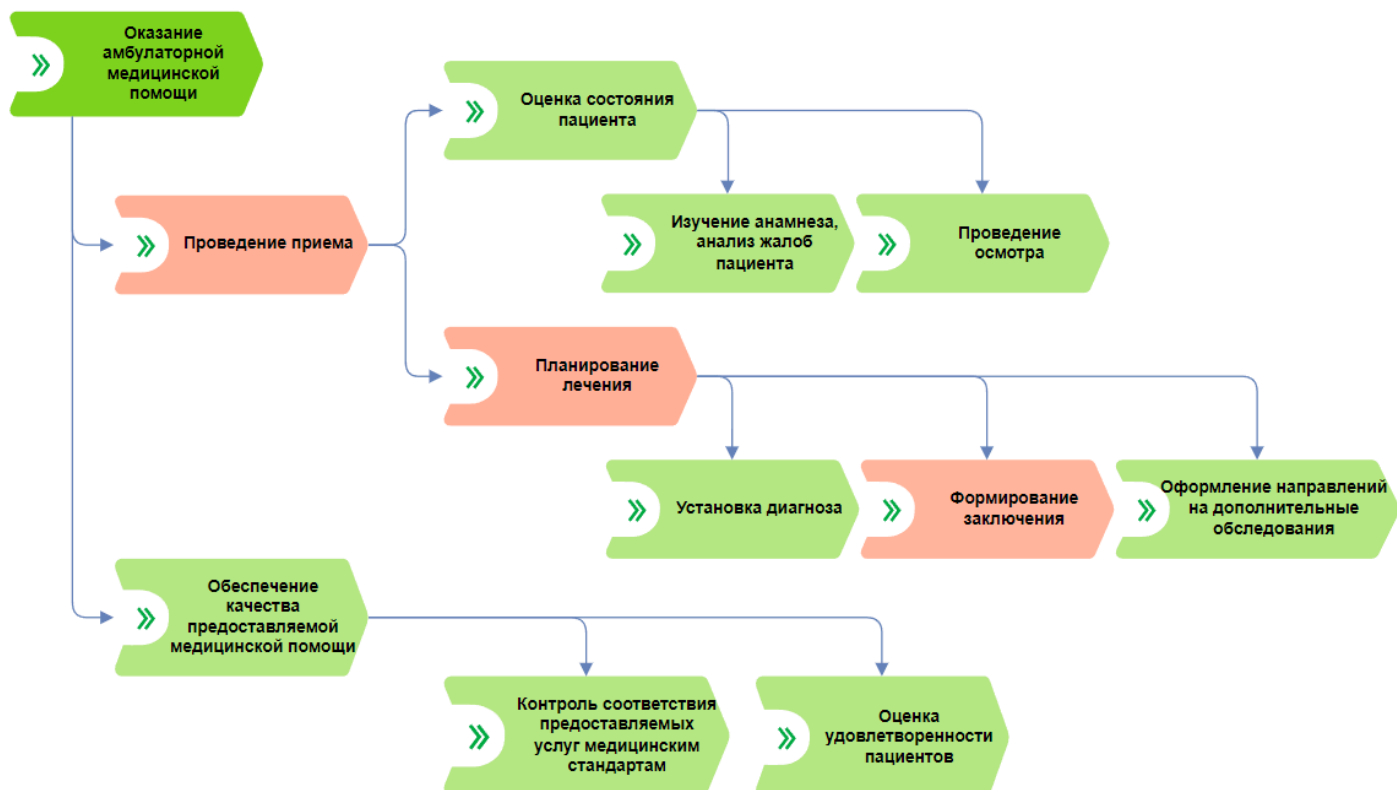 Оказание
амбулаторной
медицинской
помощи
Оценка состояния
пациента
Проведение приема
Изучение анамнеза,
анализ жалоб
пациента
Проведение
осмотра
Планирование
лечения
Установка диагноза
Формирование
заключения
Оформление направлений
на дополнительные
обследования
Обеспечение
качества
предоставляемой
медицинской помощи
Контроль соответствия
предоставляемых
услуг медицинским
стандартам
Оценка
удовлетворенности
пациентов